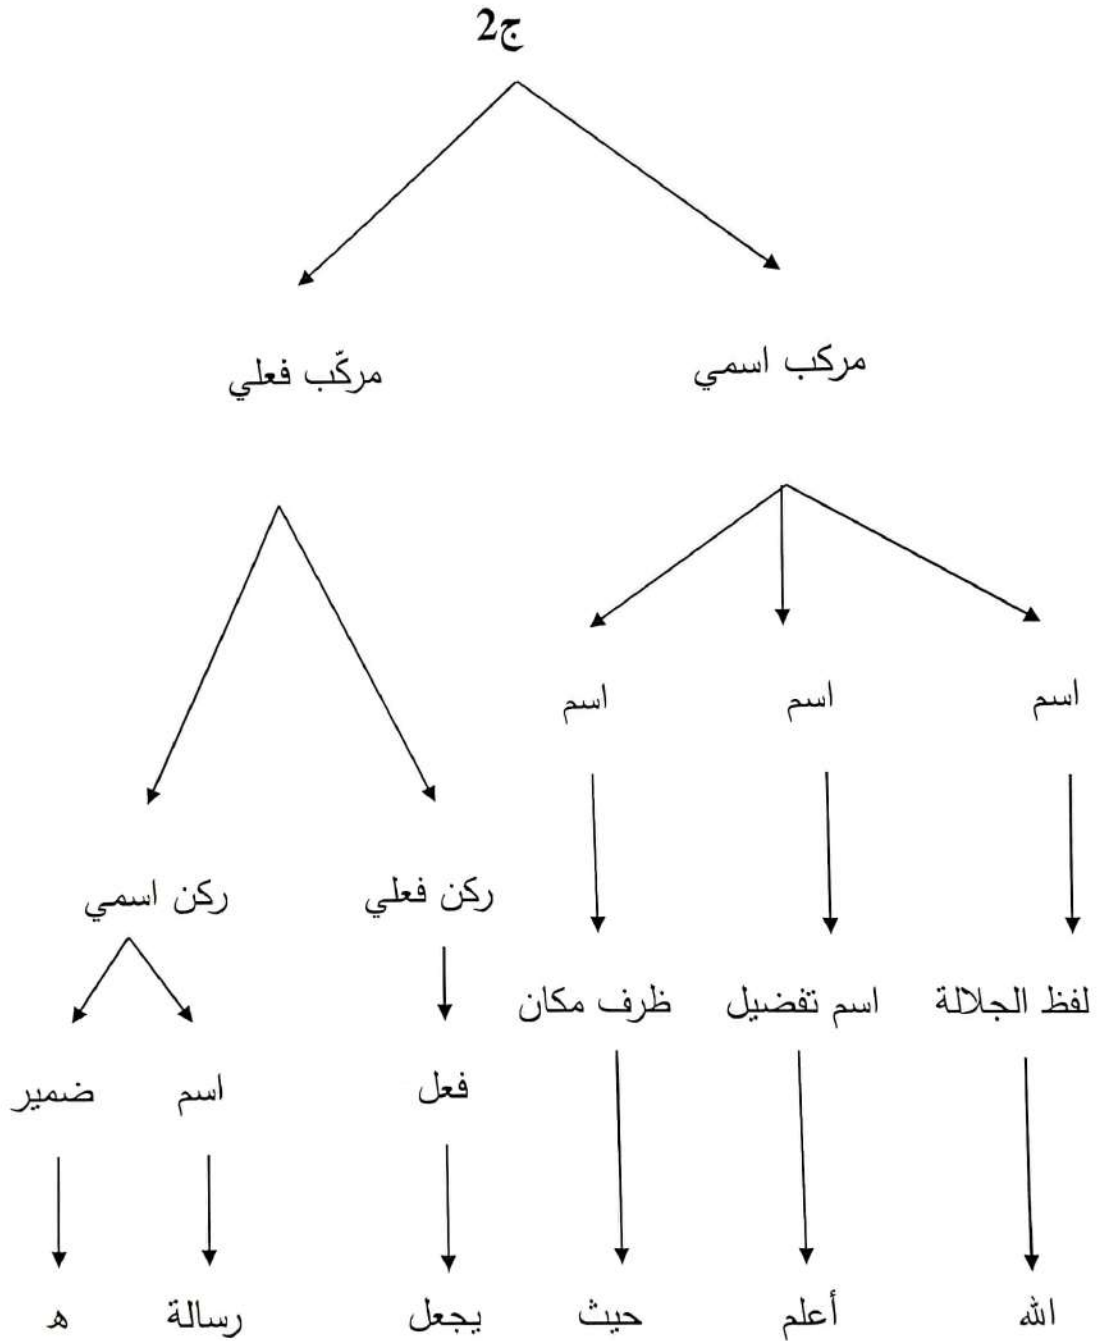 ج2
مركب اسمي مركّب فعلي
اسم اسم اسم
ركن فعلي ركن اسمي
لفظ الجلالة اسم تفضيل ظرف مكان
فعل اسم ضمير
الله أعلم حيث يجعل رسالة ه